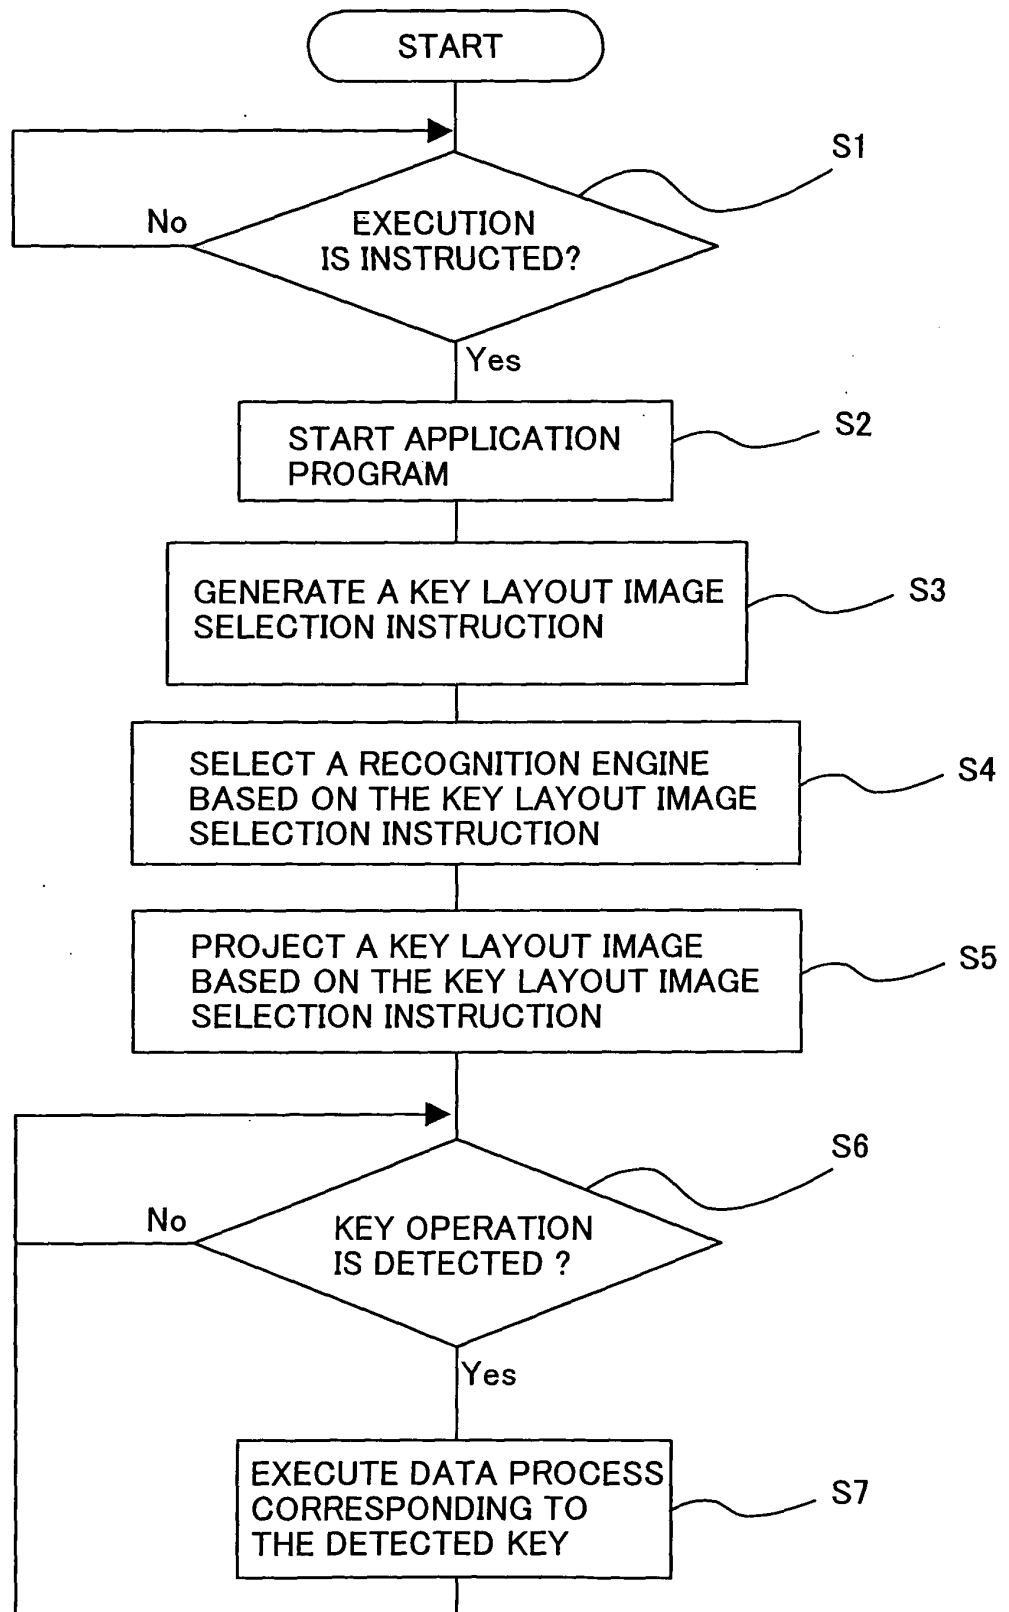 START
S1
No
EXECUTION
IS INSTRUCTED?
Yes
S2
START APPLICATION
PROGRAM
S3
GENERATE A KEY LAYOUT IMAGE
SELECTION INSTRUCTION
S4
SELECT A RECOGNITION ENGINE
BASED ON THE KEY LAYOUT IMAGE
SELECTION INSTRUCTION
S5
PROJECT A KEY LAYOUT IMAGE
BASED ON THE KEY LAYOUT IMAGE
SELECTION INSTRUCTION
S6
No
KEY OPERATION
IS DETECTED ?
Yes
S7
EXECUTE DATA PROCESS
CORRESPONDING TO
THE DETECTED KEY